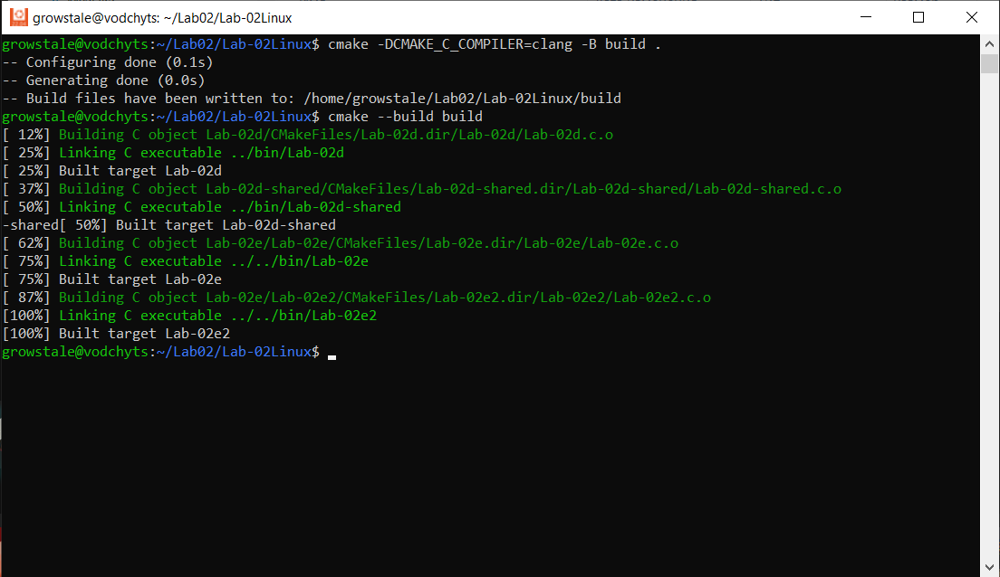 growstale@vodchyts: ~/Lab02/Lab-02Linux
growstale@vodchyts:~/Lab02/Lab-02Linux$ cmake -DCMAKE_C_COMPILER=clang -B build .
-- Configuring done (0.1s)
-- Generating done (0.0s)
-- Build files have been written to: /home/growstale/Lab02/Lab-02Linux/build
growstale@vodchyts:~/Lab02/Lab-02Linux$ cmake --build build
[ 12%] Building C object Lab-02d/CMakeFiles/Lab-02d.dir/Lab-02d/Lab-02d.c.o
[ 25%] Linking C executable ../bin/Lab-02d
[ 25%] Built target Lab-02d
[ 37%] Building C object Lab-02d-shared/CMakeFiles/Lab-02d-shared.dir/Lab-02d-shared/Lab-02d-shared.c.o
[ 50%] Linking C executable ../bin/Lab-02d-shared
-shared[ 50%] Built target Lab-02d-shared
[ 62%] Building C object Lab-02e/Lab-02e/CMakeFiles/Lab-02e.dir/Lab-02e/Lab-02e.c.o
[ 75%] Linking C executable ../../bin/Lab-02e
[ 75%] Built target Lab-02e
[ 87%] Building C object Lab-02e/Lab-02e2/CMakeFiles/Lab-02e2.dir/Lab-02e2/Lab-02e2.c.o
[100%] Linking C executable ../../bin/Lab-02e2
[100%] Built target Lab-02e2
growstale@vodchyts:~/Lab02/Lab-02Linux$